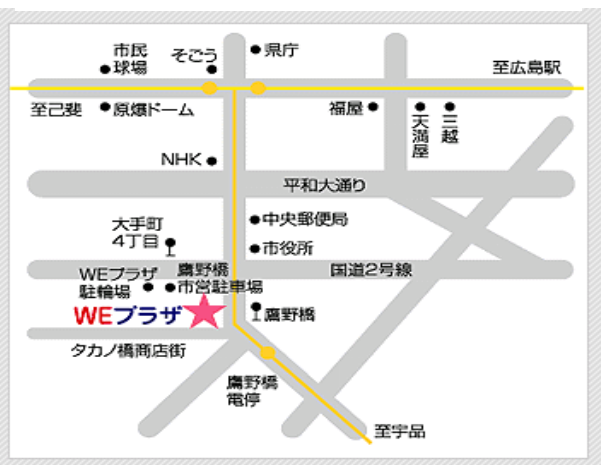 市民
球場
そごう
県庁
至広島駅
至己斐
原爆ドーム
福屋
天満屋
三越
NHK
平和大通り
大手町
4丁目
中央郵便局
市役所
WEプラザ
駐輪場
鷹野橋
市営駐車場
国道2号線
WEプラザ
鷹野橋
タカノ橋商店街
鷹野橋
電停
至宇品